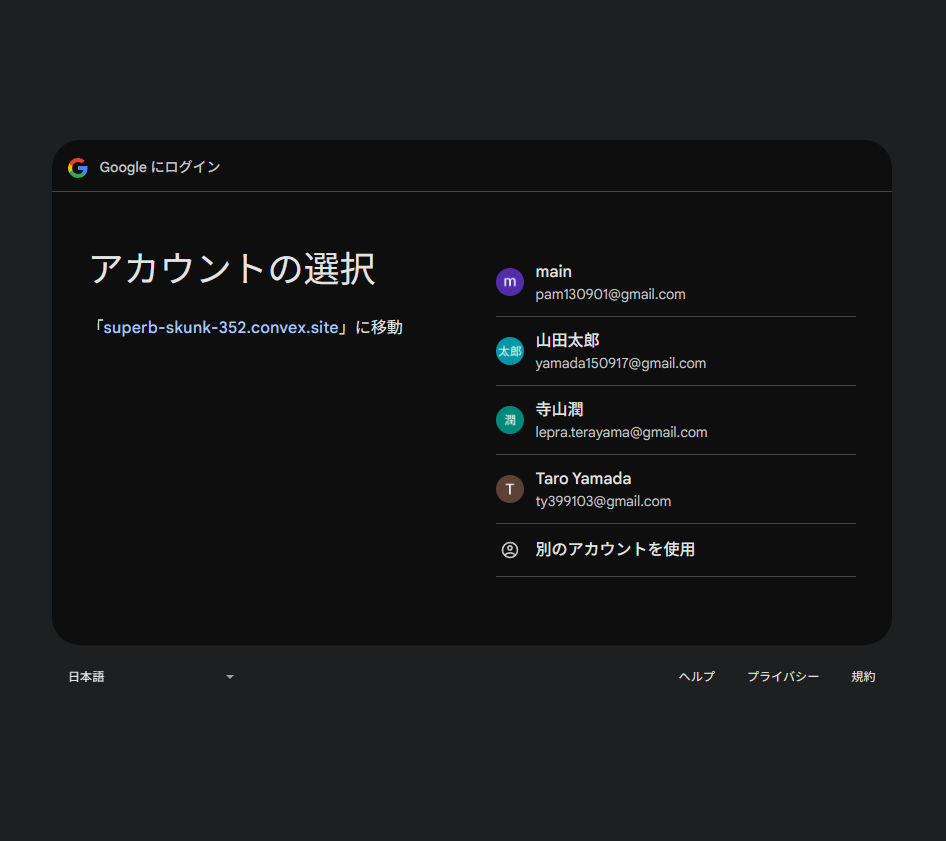 Google にログイン
アカウントの選択
「superb-skunk-352.convex.site」に移動
m
main
pam130901@gmail.com
太郎
山田太郎
yamada150917@gmail.com
潤
寺山潤
lepra.terayama@gmail.com
T
Taro Yamada
ty399103@gmail.com
別のアカウントを使用
日本語
ヘルプ
プライバシー
規約